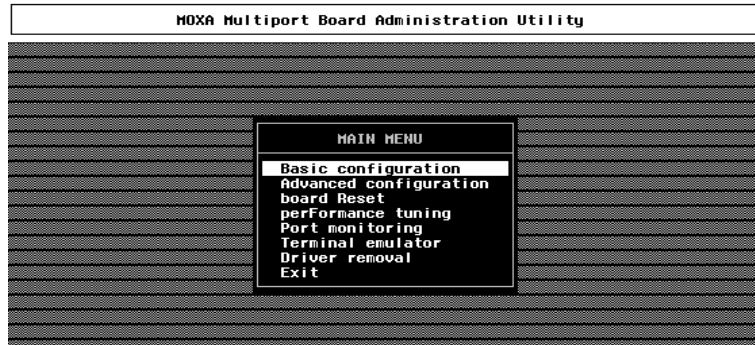 MOXA Multiport Board Administration Utility
MAIN MENU
Basic configuration
Advanced configuration
board Reset
perFormance tuning
Port monitoring
Terminal emulator
Driver removal
Exit